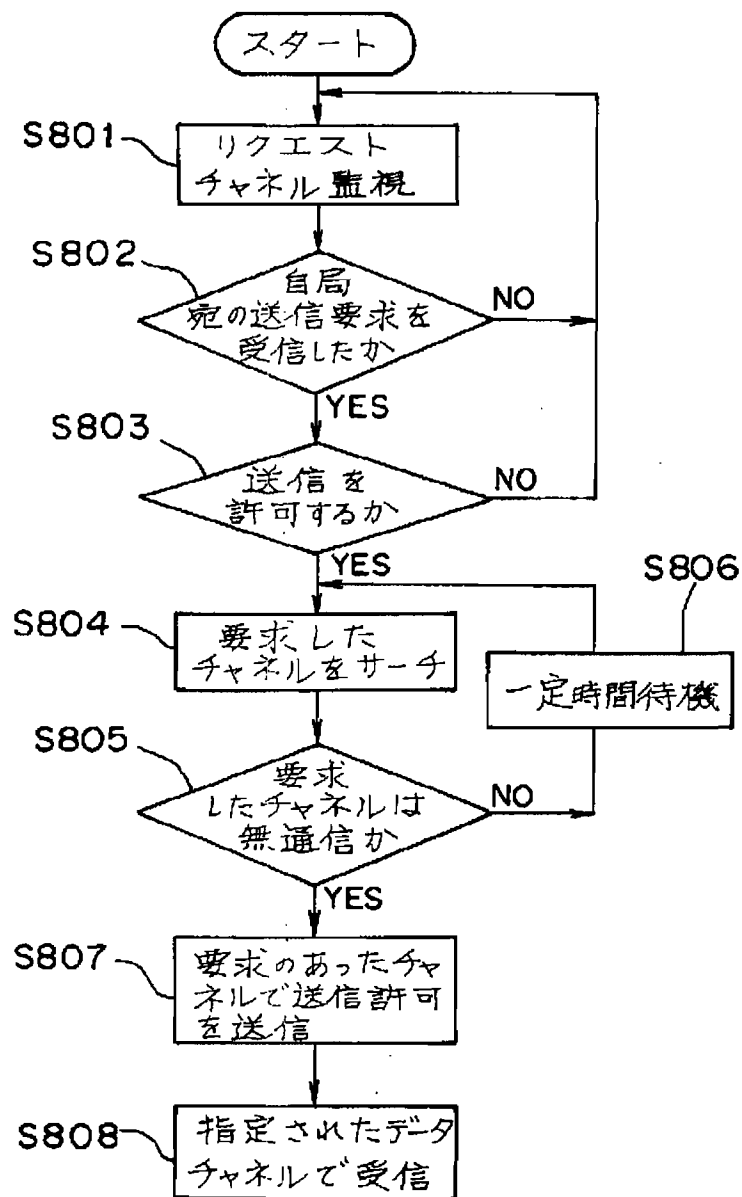 スタート
S801
リクエスト
チャネル監視
S802
自局
宛の送信要求を
受信したか
NO
YES
S803
送信を
許可するか
NO
YES
S804
要求した
チャネルをサーチ
S806
一定時間待機
S805
要求
したチャネルは
無通信か
NO
YES
S807
要求のあったチャ
ネルで送信許可
を送信
S808
指定されたデータ
チャネルで受信